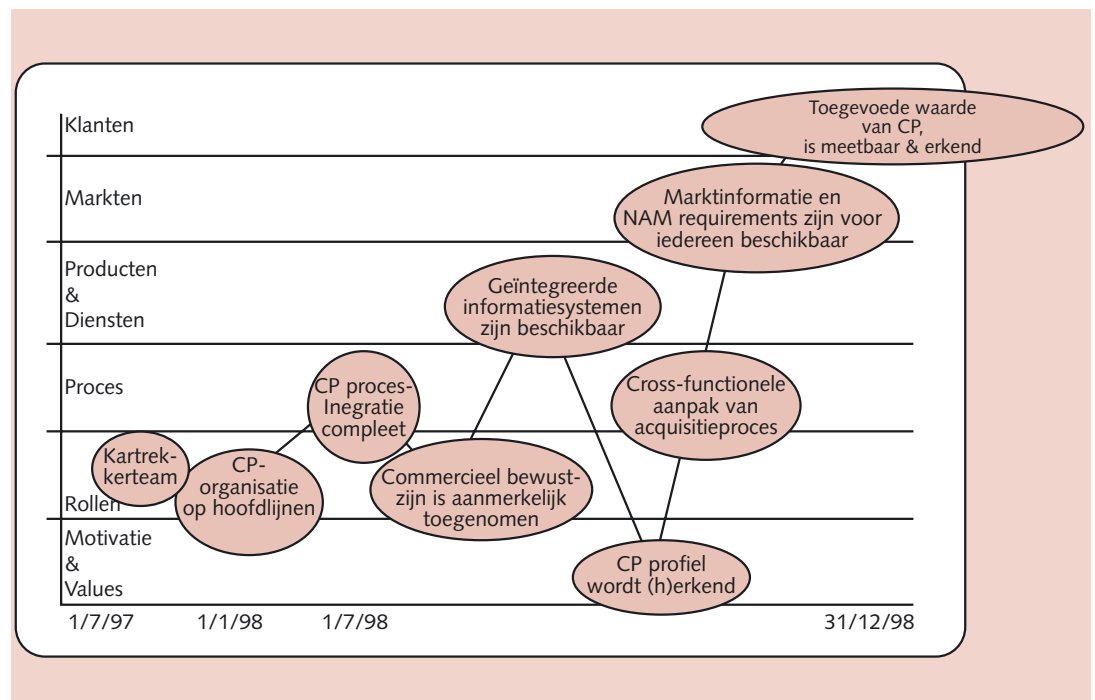 Klanten
Toegevoede waarde
van CP,
is meetbaar & erkend
Markten
Marktinformatie en
NAM requirements zijn voor
iedereen beschikbaar
Producten
&
Diensten
Geïntegreerde
informatiesystemen
zijn beschikbaar
Proces
CP proces-
Inegratie
compleet
Cross-functionele
aanpak van
acquisitieproces
Kartrek-
kerteam
Rollen
CP-
organisatie
op hoofdlijnen
Commercieel bewust-
zijn is aanmerkelijk
toegenomen
Motivatie
&
Values
CP profiel
wordt (h)erkend
1/7/97 1/1/98 1/7/98 31/12/98